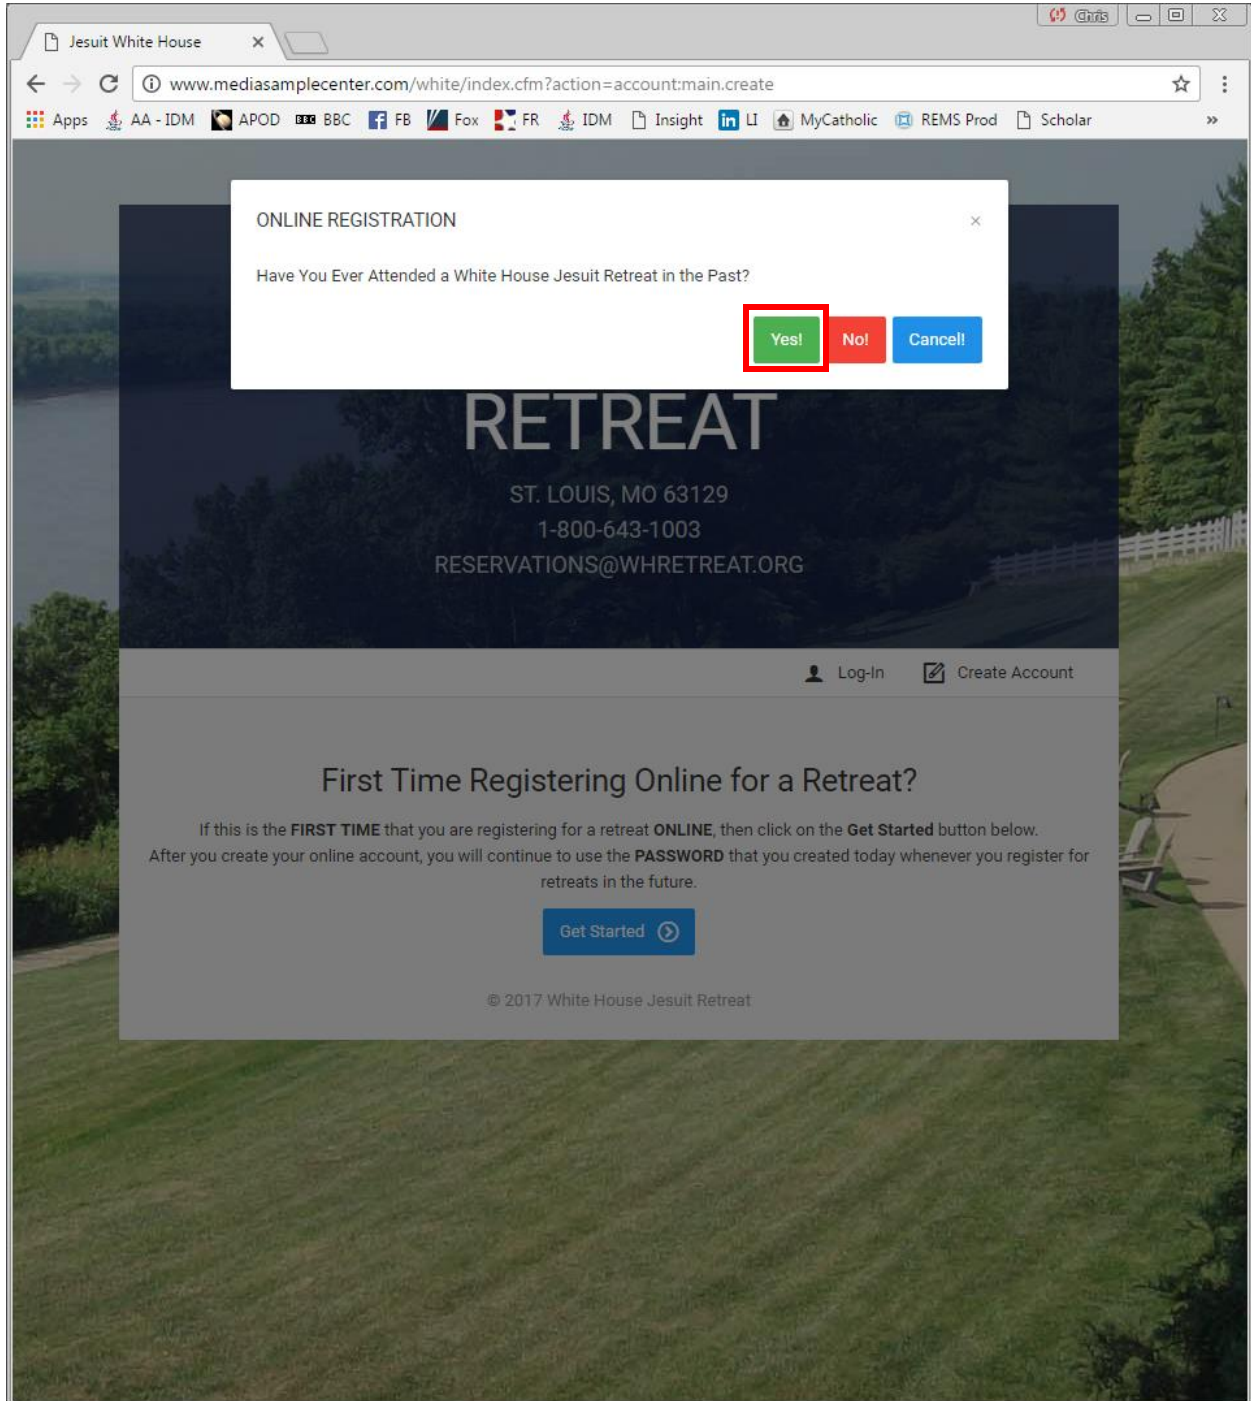 Chris
Jesuit White House
www.mediasamplecenter.com/white/index.cfm?action=account:main.create
Apps AA - IDM APOD BBC BBC FB Fox FR IDM Insight in LI MyCatholic REMS Prod Scholar »
ONLINE REGISTRATION ×
Have You Ever Attended a White House Jesuit Retreat in the Past?
Yes! No! Cancel!
RETREAT
ST. LOUIS, MO 63129
1-800-643-1003
RESERVATIONS@WHRETREAT.ORG
Log-In Create Account
First Time Registering Online for a Retreat?
If this is the FIRST TIME that you are registering for a retreat ONLINE, then click on the Get Started button below.
After you create your online account, you will continue to use the PASSWORD that you created today whenever you register for
retreats in the future.
Get Started
© 2017 White House Jesuit Retreat